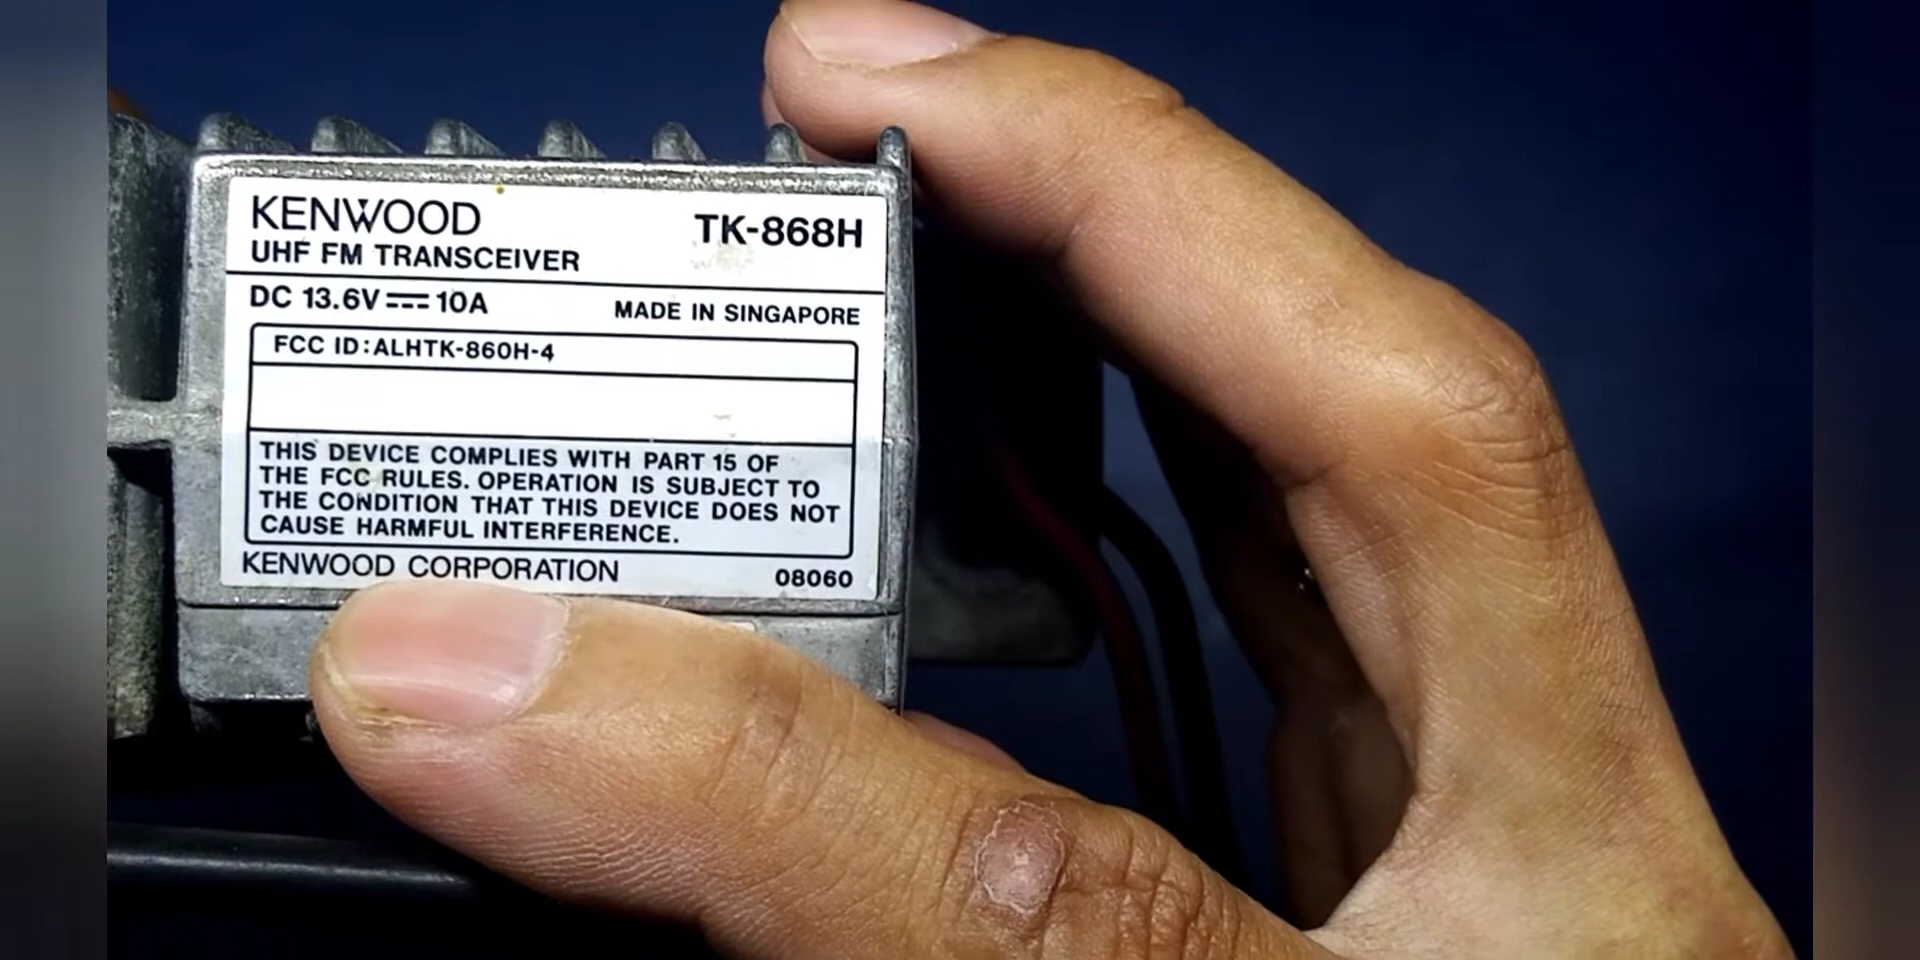 KENWOOD TK-868H
UHF FM TRANSCEIVER
DC 13.6V⎓10A MADE IN SINGAPORE
FCC ID:ALHTK-860H-4
THIS DEVICE COMPLIES WITH PART 15 OF
THE FCC RULES. OPERATION IS SUBJECT TO
THE CONDITION THAT THIS DEVICE DOES NOT
CAUSE HARMFUL INTERFERENCE.
KENWOOD CORPORATION 08060